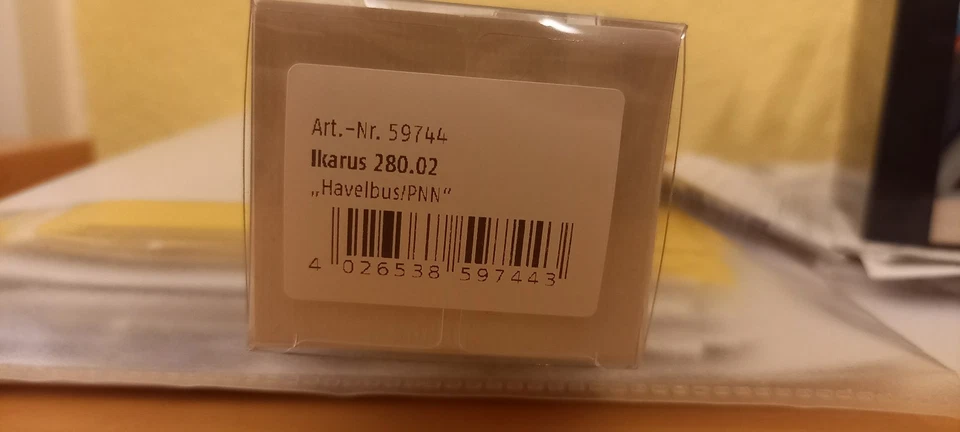 Art.-Nr. 59744
Ikarus 280.02
„Havelbus/PNN“
4 026538 597443